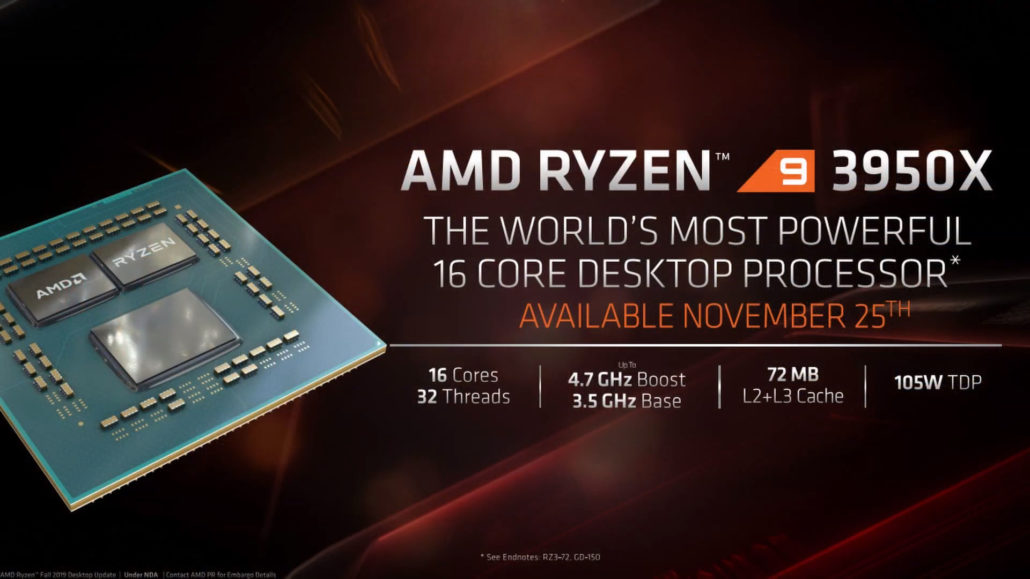 AMD RYZEN™ 9 3950X
THE WORLD'S MOST POWERFUL
16 CORE DESKTOP PROCESSOR*
AVAILABLE NOVEMBER 25TH
AMD
RYZEN
16 Cores
32 Threads
Up To
4.7 GHz Boost
3.5 GHz Base
72 MB
L2+L3 Cache
105W TDP
* See Endnotes: RZ3-72, GD-150
AMD Ryzen™ Fall 2019 Desktop Update | Under NDA | Contact AMD PR for Embargo Details